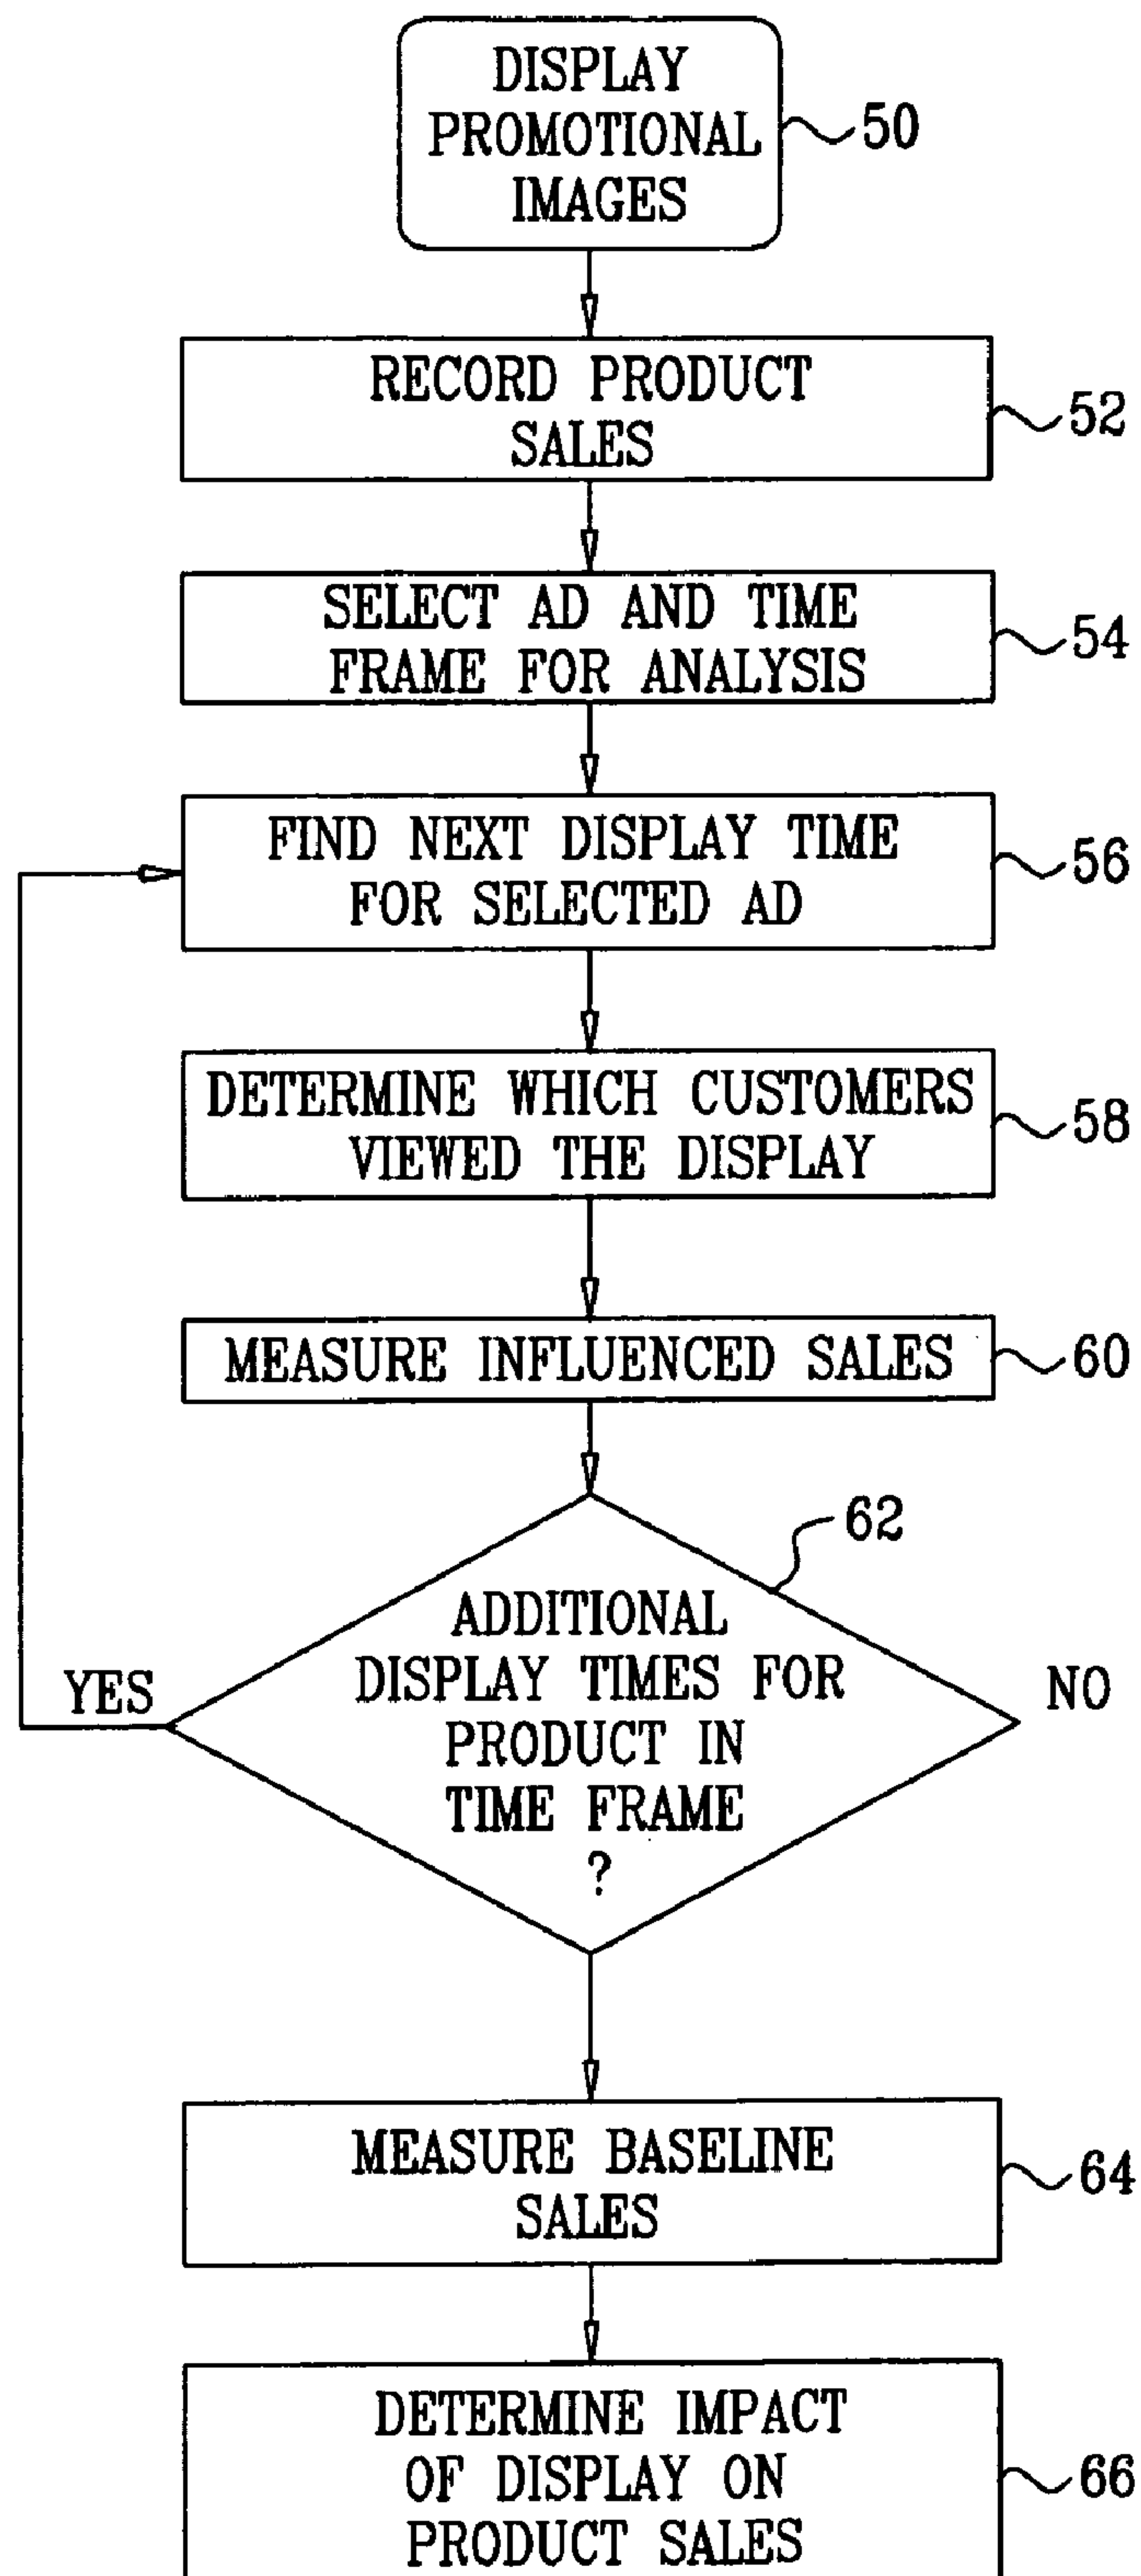 DISPLAY
PROMOTIONAL
IMAGES
50
RECORD PRODUCT
SALES
52
SELECT AD AND TIME
FRAME FOR ANALYSIS
54
FIND NEXT DISPLAY TIME
FOR SELECTED AD
56
DETERMINE WHICH CUSTOMERS
VIEWED THE DISPLAY
58
MEASURE INFLUENCED SALES
60
62
ADDITIONAL
DISPLAY TIMES FOR
PRODUCT IN
TIME FRAME
?
YES
NO
MEASURE BASELINE
SALES
64
DETERMINE IMPACT
OF DISPLAY ON
PRODUCT SALES
66